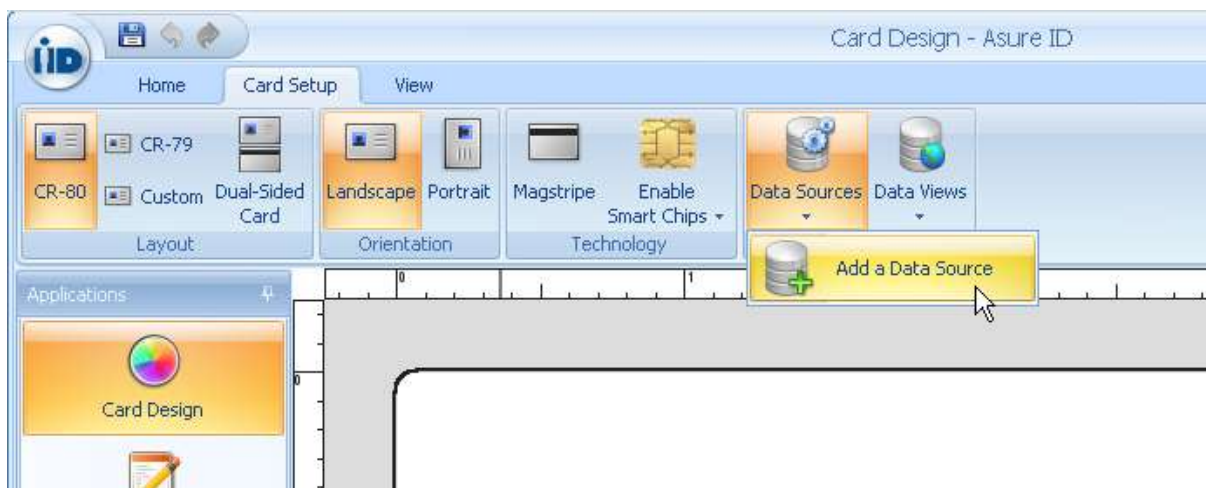 Card Design - Asure ID
iID
Home Card Setup View
CR-80
CR-79
Custom
Dual-Sided
Card
Layout
Landscape Portrait
Orientation
Magstripe
Enable
Smart Chips
Technology
Data Sources Data Views
Add a Data Source
Applications
0 1
0
Card Design